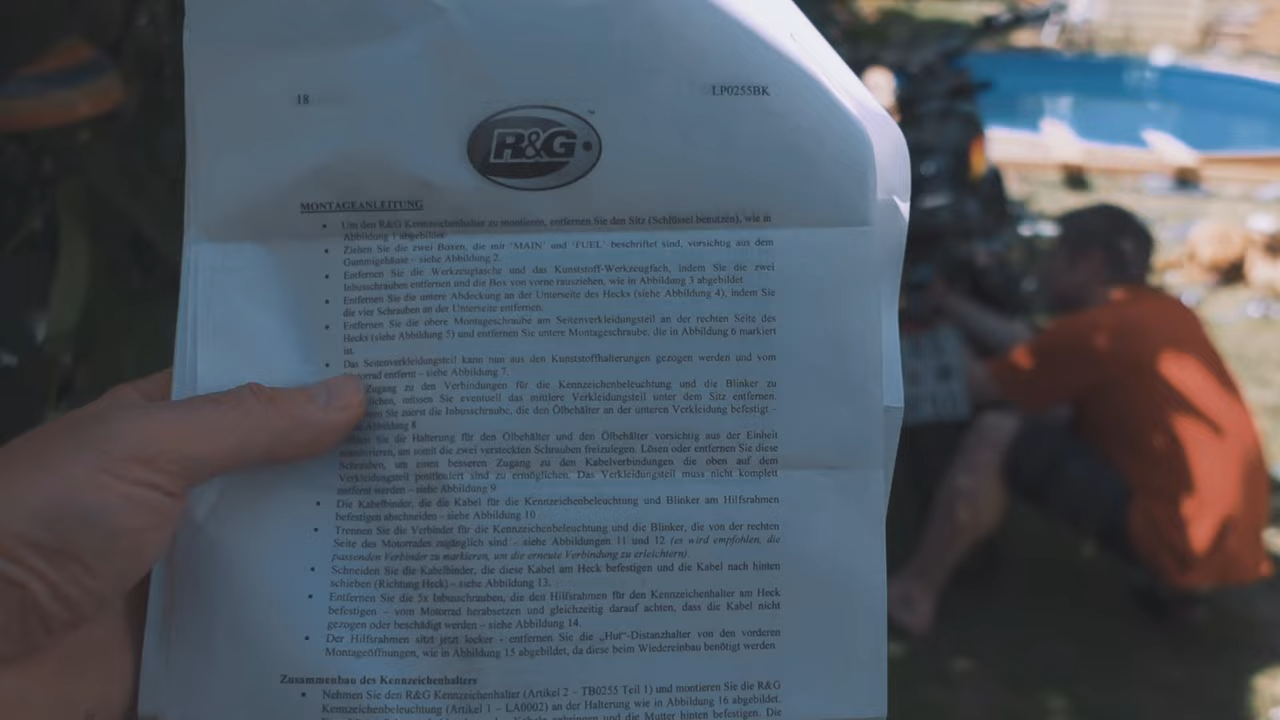 18
LP0255BK
R&G
™
MONTAGEANLEITUNG
• Um den R&G Kennzeichenhalter zu montieren, entfernen Sie den Sitz (Schlüssel benutzen), wie in
Abbildung 1 abgebildet
• Ziehen Sie die zwei Boxen, die mit 'MAIN' und 'FUEL' beschriftet sind, vorsichtig aus dem
Gummigehäuse – siehe Abbildung 2.
• Entfernen Sie die Werkzeugtasche und das Kunststoff-Werkzeugfach, indem Sie die zwei
Inbusschrauben entfernen und die Box von vorne rausziehen, wie in Abbildung 3 abgebildet
• Entfernen Sie die untere Abdeckung an der Unterseite des Hecks (siehe Abbildung 4), indem Sie
die vier Schrauben an der Unterseite entfernen.
• Entfernen Sie die obere Montageschraube am Seitenverkleidungsteil an der rechten Seite des
Hecks (siehe Abbildung 5) und entfernen Sie untere Montageschraube, die in Abbildung 6 markiert
ist.
• Das Seitenverkleidungsteil kann nun aus den Kunststoffhalterungen gezogen werden und vom
entfernt – siehe Abbildung 7.
Zugang zu den Verbindungen für die Kennzeichenbeleuchtung und die Blinker zu
müssen Sie eventuell das mittlere Verkleidungsteil unter dem Sitz entfernen.
Sie zuerst die Inbusschraube, die den Ölbehälter an der unteren Verkleidung befestigt –
Abbildung 8
Sie die Halterung für den Ölbehälter und den Ölbehälter vorsichtig aus der Einheit
um somit die zwei versteckten Schrauben freizulegen. Lösen oder entfernen Sie diese
Schrauben, um einen besseren Zugang zu den Kabelverbindungen die oben auf dem
Verkleidungsteil positioniert sind zu ermöglichen. Das Verkleidungsteil muss nicht komplett
entfernt werden – siehe Abbildung 9
• Die Kabelbinder, die die Kabel für die Kennzeichenbeleuchtung und Blinker am Hilfsrahmen
befestigen abschneiden – siehe Abbildung 10
• Trennen Sie die Verbinder für die Kennzeichenbeleuchtung und die Blinker, die von der rechten
Seite des Motorrades zugänglich sind – siehe Abbildungen 11 und 12 (es wird empfohlen, die
passenden Verbinder zu markieren, um die erneute Verbindung zu erleichtern).
• Schneiden Sie die Kabelbinder, die diese Kabel am Heck befestigen und die Kabel nach hinten
schieben (Richtung Heck) – siehe Abbildung 13.
• Entfernen Sie die 5x Inbusschrauben, die den Hilfsrahmen für den Kennzeichenhalter am Heck
befestigen – vom Motorrad herabsetzen und gleichzeitig darauf achten, dass die Kabel nicht
gezogen oder beschädigt werden – siehe Abbildung 14.
• Der Hilfsrahmen sitzt jetzt locker - entfernen Sie die „Hut"-Distanzhalter von den vorderen
Montageöffnungen, wie in Abbildung 15 abgebildet, da diese beim Wiedereinbau benötigt werden
Zusammenbau des Kennzeichenhalters
• Nehmen Sie den R&G Kennzeichenhalter (Artikel 2 – TB0255 Teil 1) und montieren Sie die R&G
Kennzeichenbeleuchtung (Artikel 1 – LA0002) an der Halterung wie in Abbildung 16 abgebildet.
und die Mutter hinten befestigen. Die